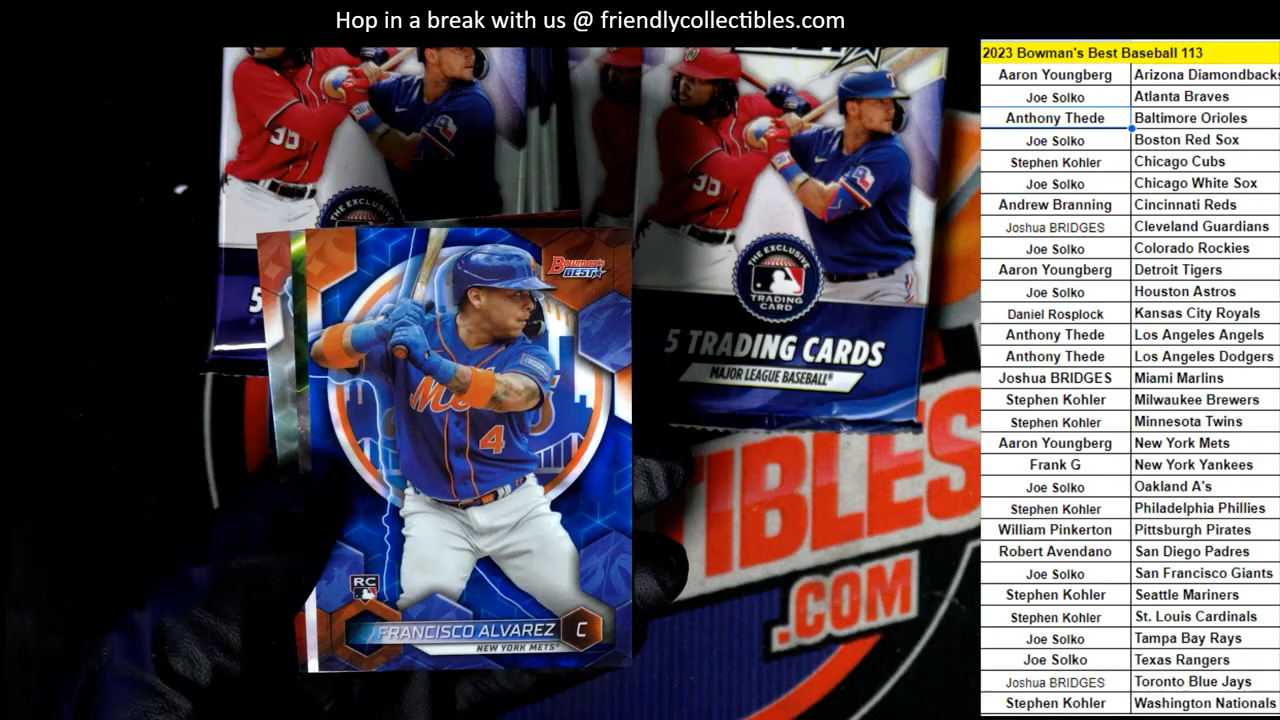 Hop in a break with us @ friendlycollectibles.com
2023 Bowman's Best Baseball 113
Aaron Youngberg Arizona Diamondbacks
Joe Solko Atlanta Braves
Anthony Thede Baltimore Orioles
Joe Solko Boston Red Sox
Stephen Kohler Chicago Cubs
Joe Solko Chicago White Sox
Andrew Branning Cincinnati Reds
Joshua BRIDGES Cleveland Guardians
Joe Solko Colorado Rockies
Aaron Youngberg Detroit Tigers
Joe Solko Houston Astros
Daniel Rosplock Kansas City Royals
Anthony Thede Los Angeles Angels
Anthony Thede Los Angeles Dodgers
Joshua BRIDGES Miami Marlins
Stephen Kohler Milwaukee Brewers
Stephen Kohler Minnesota Twins
Aaron Youngberg New York Mets
Frank G New York Yankees
Joe Solko Oakland A's
Stephen Kohler Philadelphia Phillies
William Pinkerton Pittsburgh Pirates
Robert Avendano San Diego Padres
Joe Solko San Francisco Giants
Stephen Kohler Seattle Mariners
Stephen Kohler St. Louis Cardinals
Joe Solko Tampa Bay Rays
Joe Solko Texas Rangers
Joshua BRIDGES Toronto Blue Jays
Stephen Kohler Washington Nationals
THE EXCLUSIVE
5
Bowman's
BEST
4
RC
FRANCISCO ALVAREZ C
NEW YORK METS
THE EXCLUSIVE
TRADING
CARD
5 TRADING CARDS
MAJOR LEAGUE BASEBALL®
TIBLES
.COM